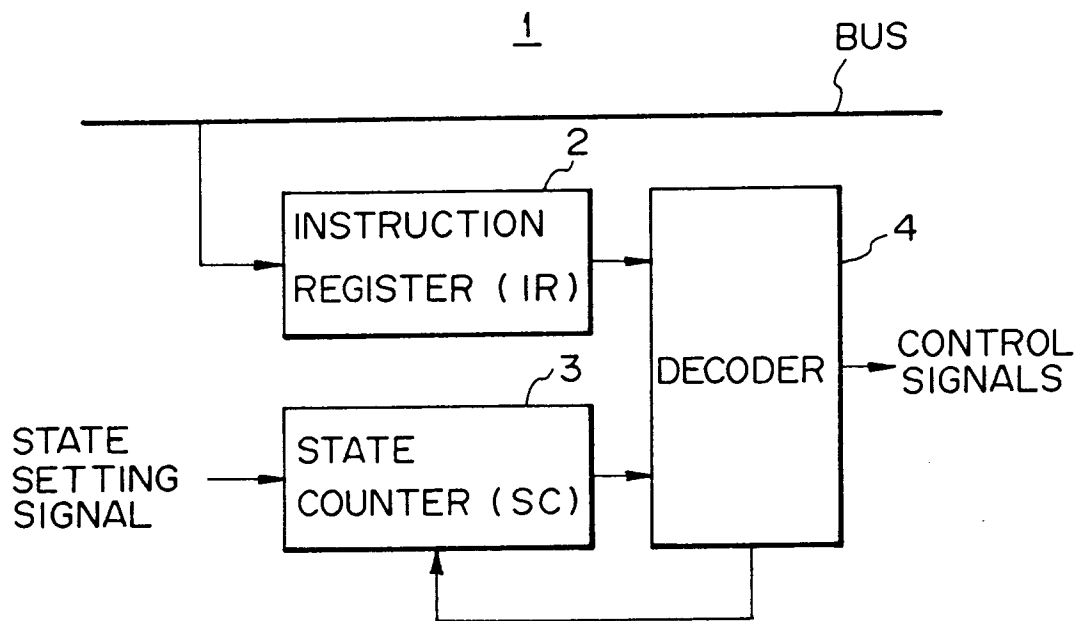 1
BUS
2
INSTRUCTION
REGISTER (IR)
4
DECODER
CONTROL
SIGNALS
3
STATE
SETTING
SIGNAL
STATE
COUNTER (SC)